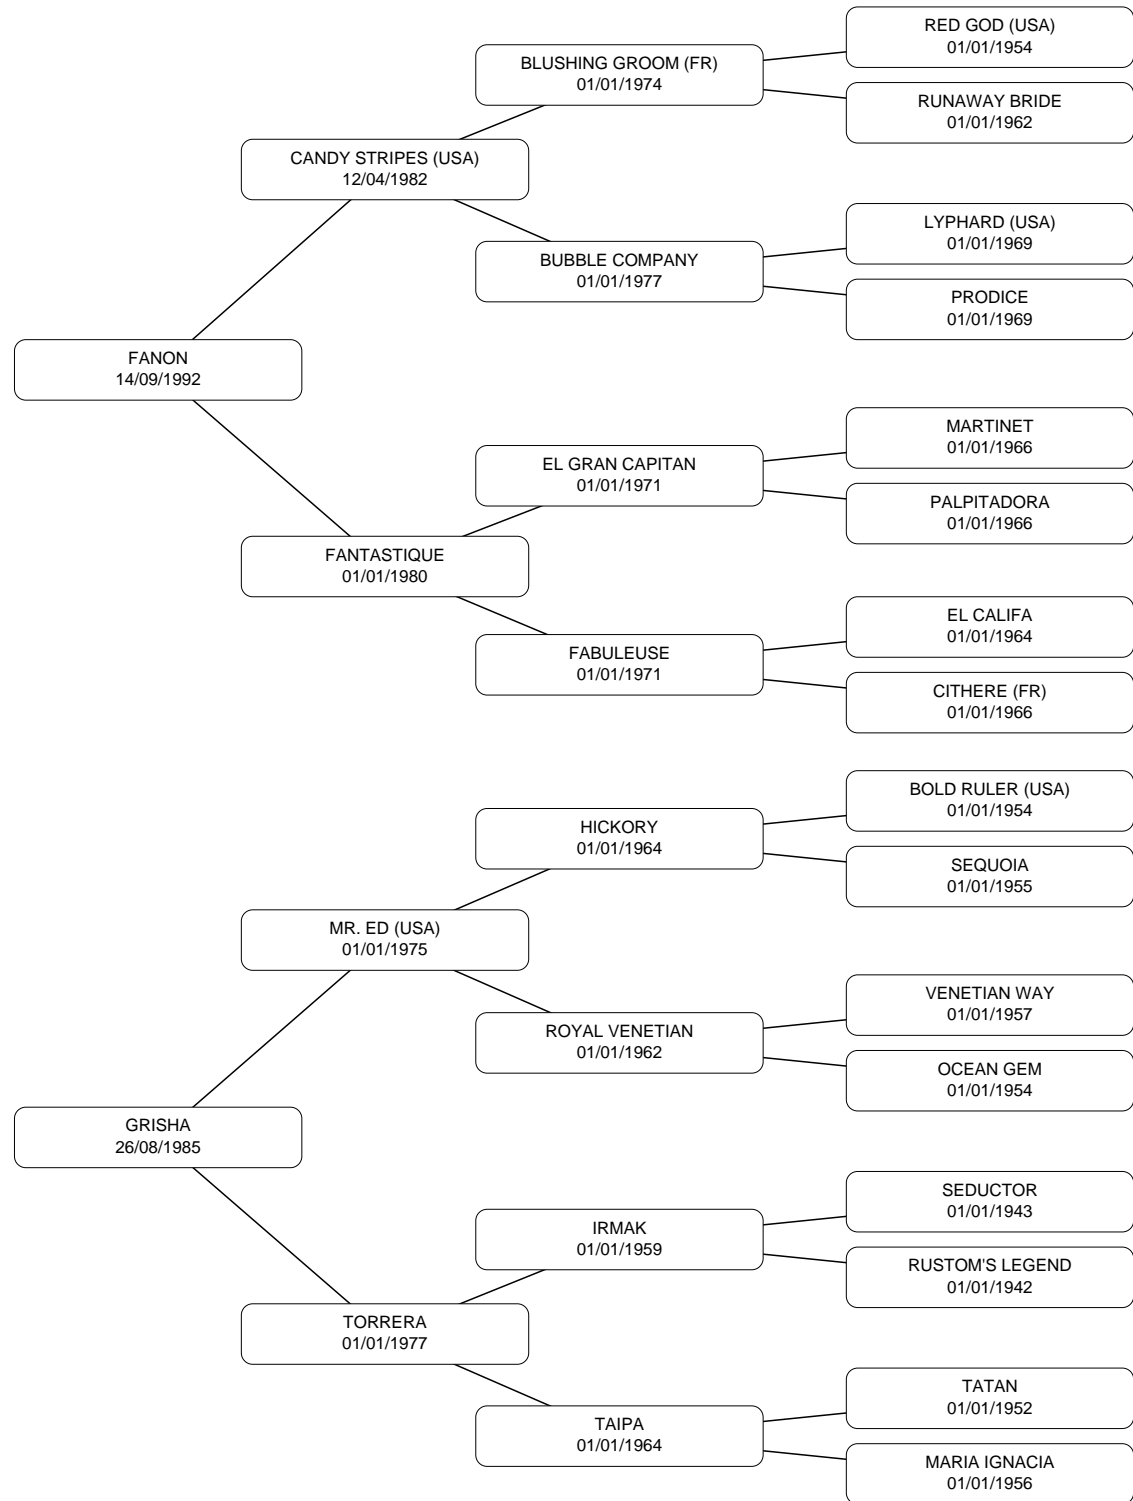 RED GOD (USA)
01/01/1954
BLUSHING GROOM (FR)
01/01/1974
RUNAWAY BRIDE
01/01/1962
CANDY STRIPES (USA)
12/04/1982
LYPHARD (USA)
01/01/1969
BUBBLE COMPANY
01/01/1977
PRODICE
01/01/1969
FANON
14/09/1992
MARTINET
01/01/1966
EL GRAN CAPITAN
01/01/1971
PALPITADORA
01/01/1966
FANTASTIQUE
01/01/1980
EL CALIFA
01/01/1964
FABULEUSE
01/01/1971
CITHERE (FR)
01/01/1966
BOLD RULER (USA)
01/01/1954
HICKORY
01/01/1964
SEQUOIA
01/01/1955
MR. ED (USA)
01/01/1975
VENETIAN WAY
01/01/1957
ROYAL VENETIAN
01/01/1962
OCEAN GEM
01/01/1954
GRISHA
26/08/1985
SEDUCTOR
01/01/1943
IRMAK
01/01/1959
RUSTOM'S LEGEND
01/01/1942
TORRERA
01/01/1977
TATAN
01/01/1952
TAIPA
01/01/1964
MARIA IGNACIA
01/01/1956